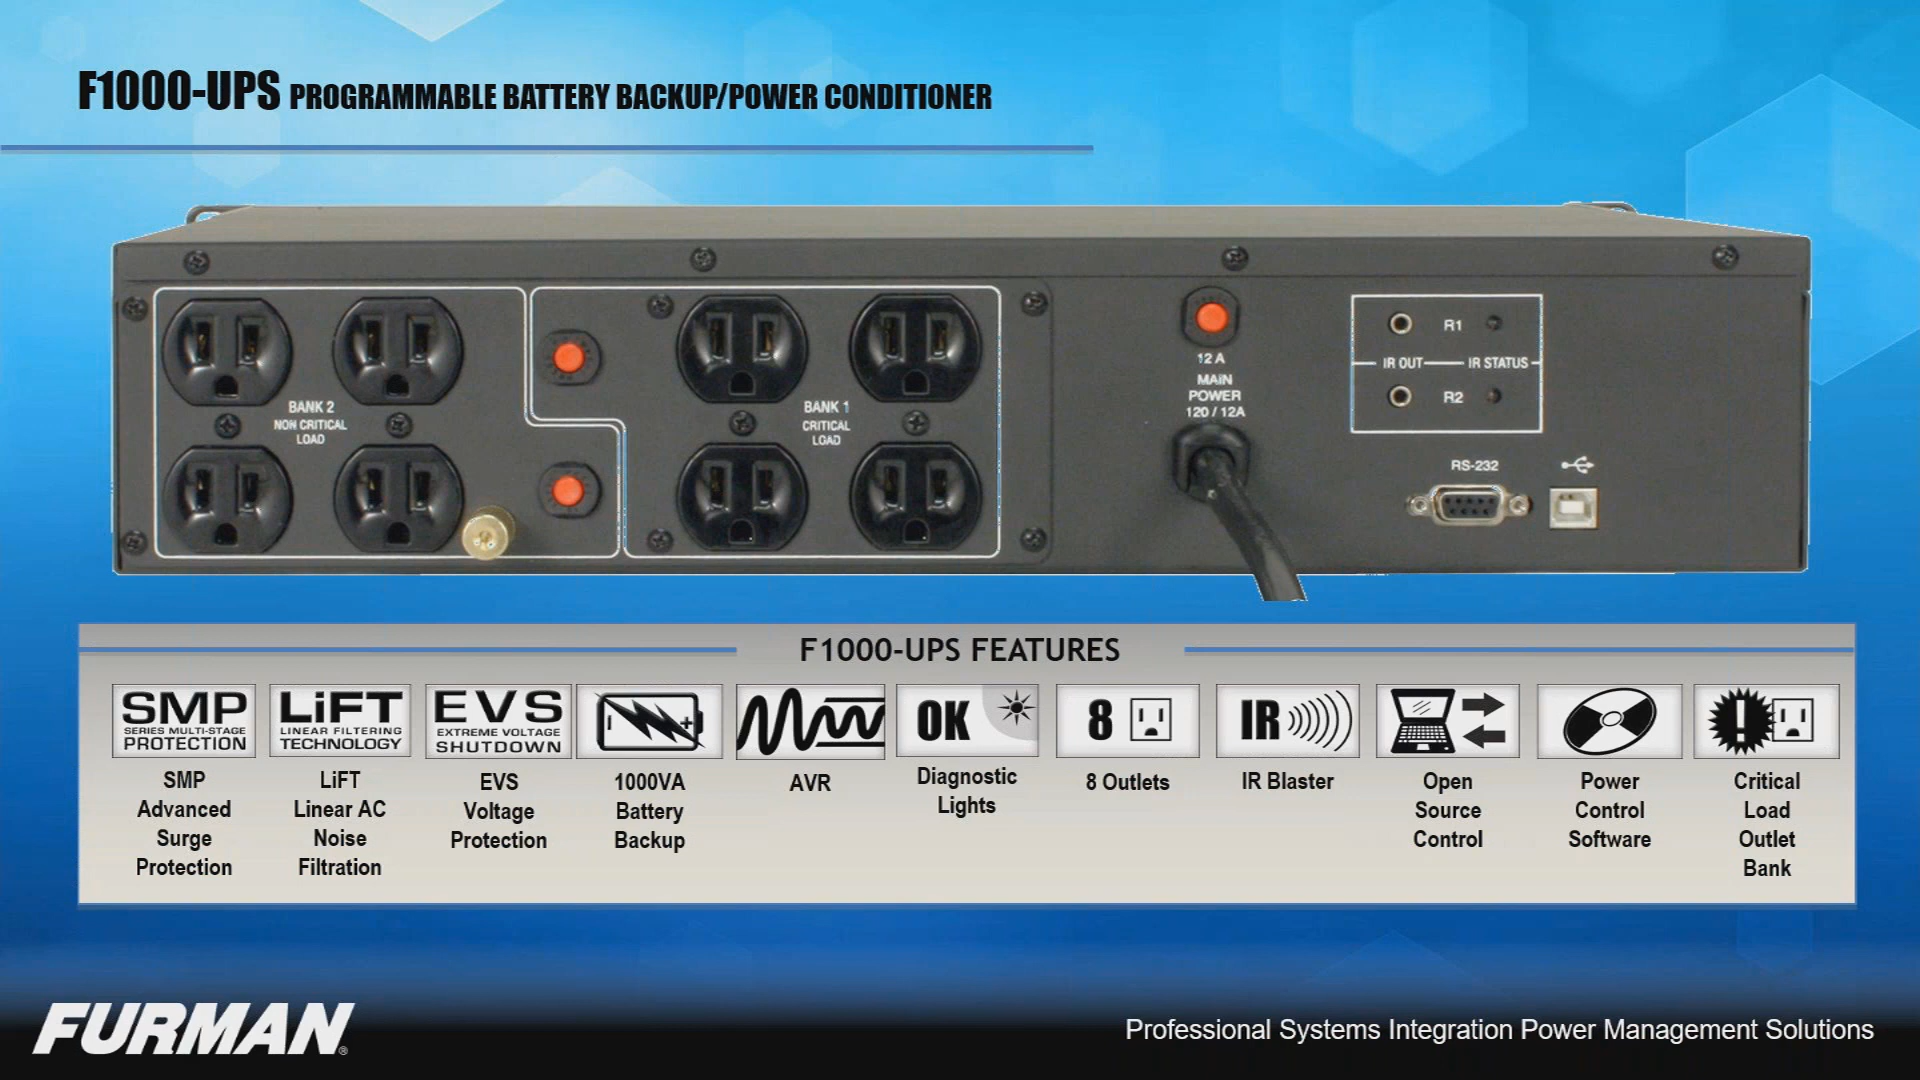 F1000-UPS PROGRAMMABLE BATTERY BACKUP/POWER CONDITIONER
BANK 2
NON CRITICAL
LOAD
BANK 1
CRITICAL
LOAD
12 A
MAIN
POWER
120 / 12A
R1
IR OUT
IR STATUS
R2
RS-232
F1000-UPS FEATURES
SMP
SERIES MULTI-STAGE
PROTECTION
SMP
Advanced
Surge
Protection
LiFT
LINEAR FILTERING
TECHNOLOGY
LiFT
Linear AC
Noise
Filtration
EVS
EXTREME VOLTAGE
SHUTDOWN
EVS
Voltage
Protection
1000VA
Battery
Backup
AVR
OK
Diagnostic
Lights
8
8 Outlets
IR
IR Blaster
Open
Source
Control
Power
Control
Software
!
Critical
Load
Outlet
Bank
FURMAN®
Professional Systems Integration Power Management Solutions